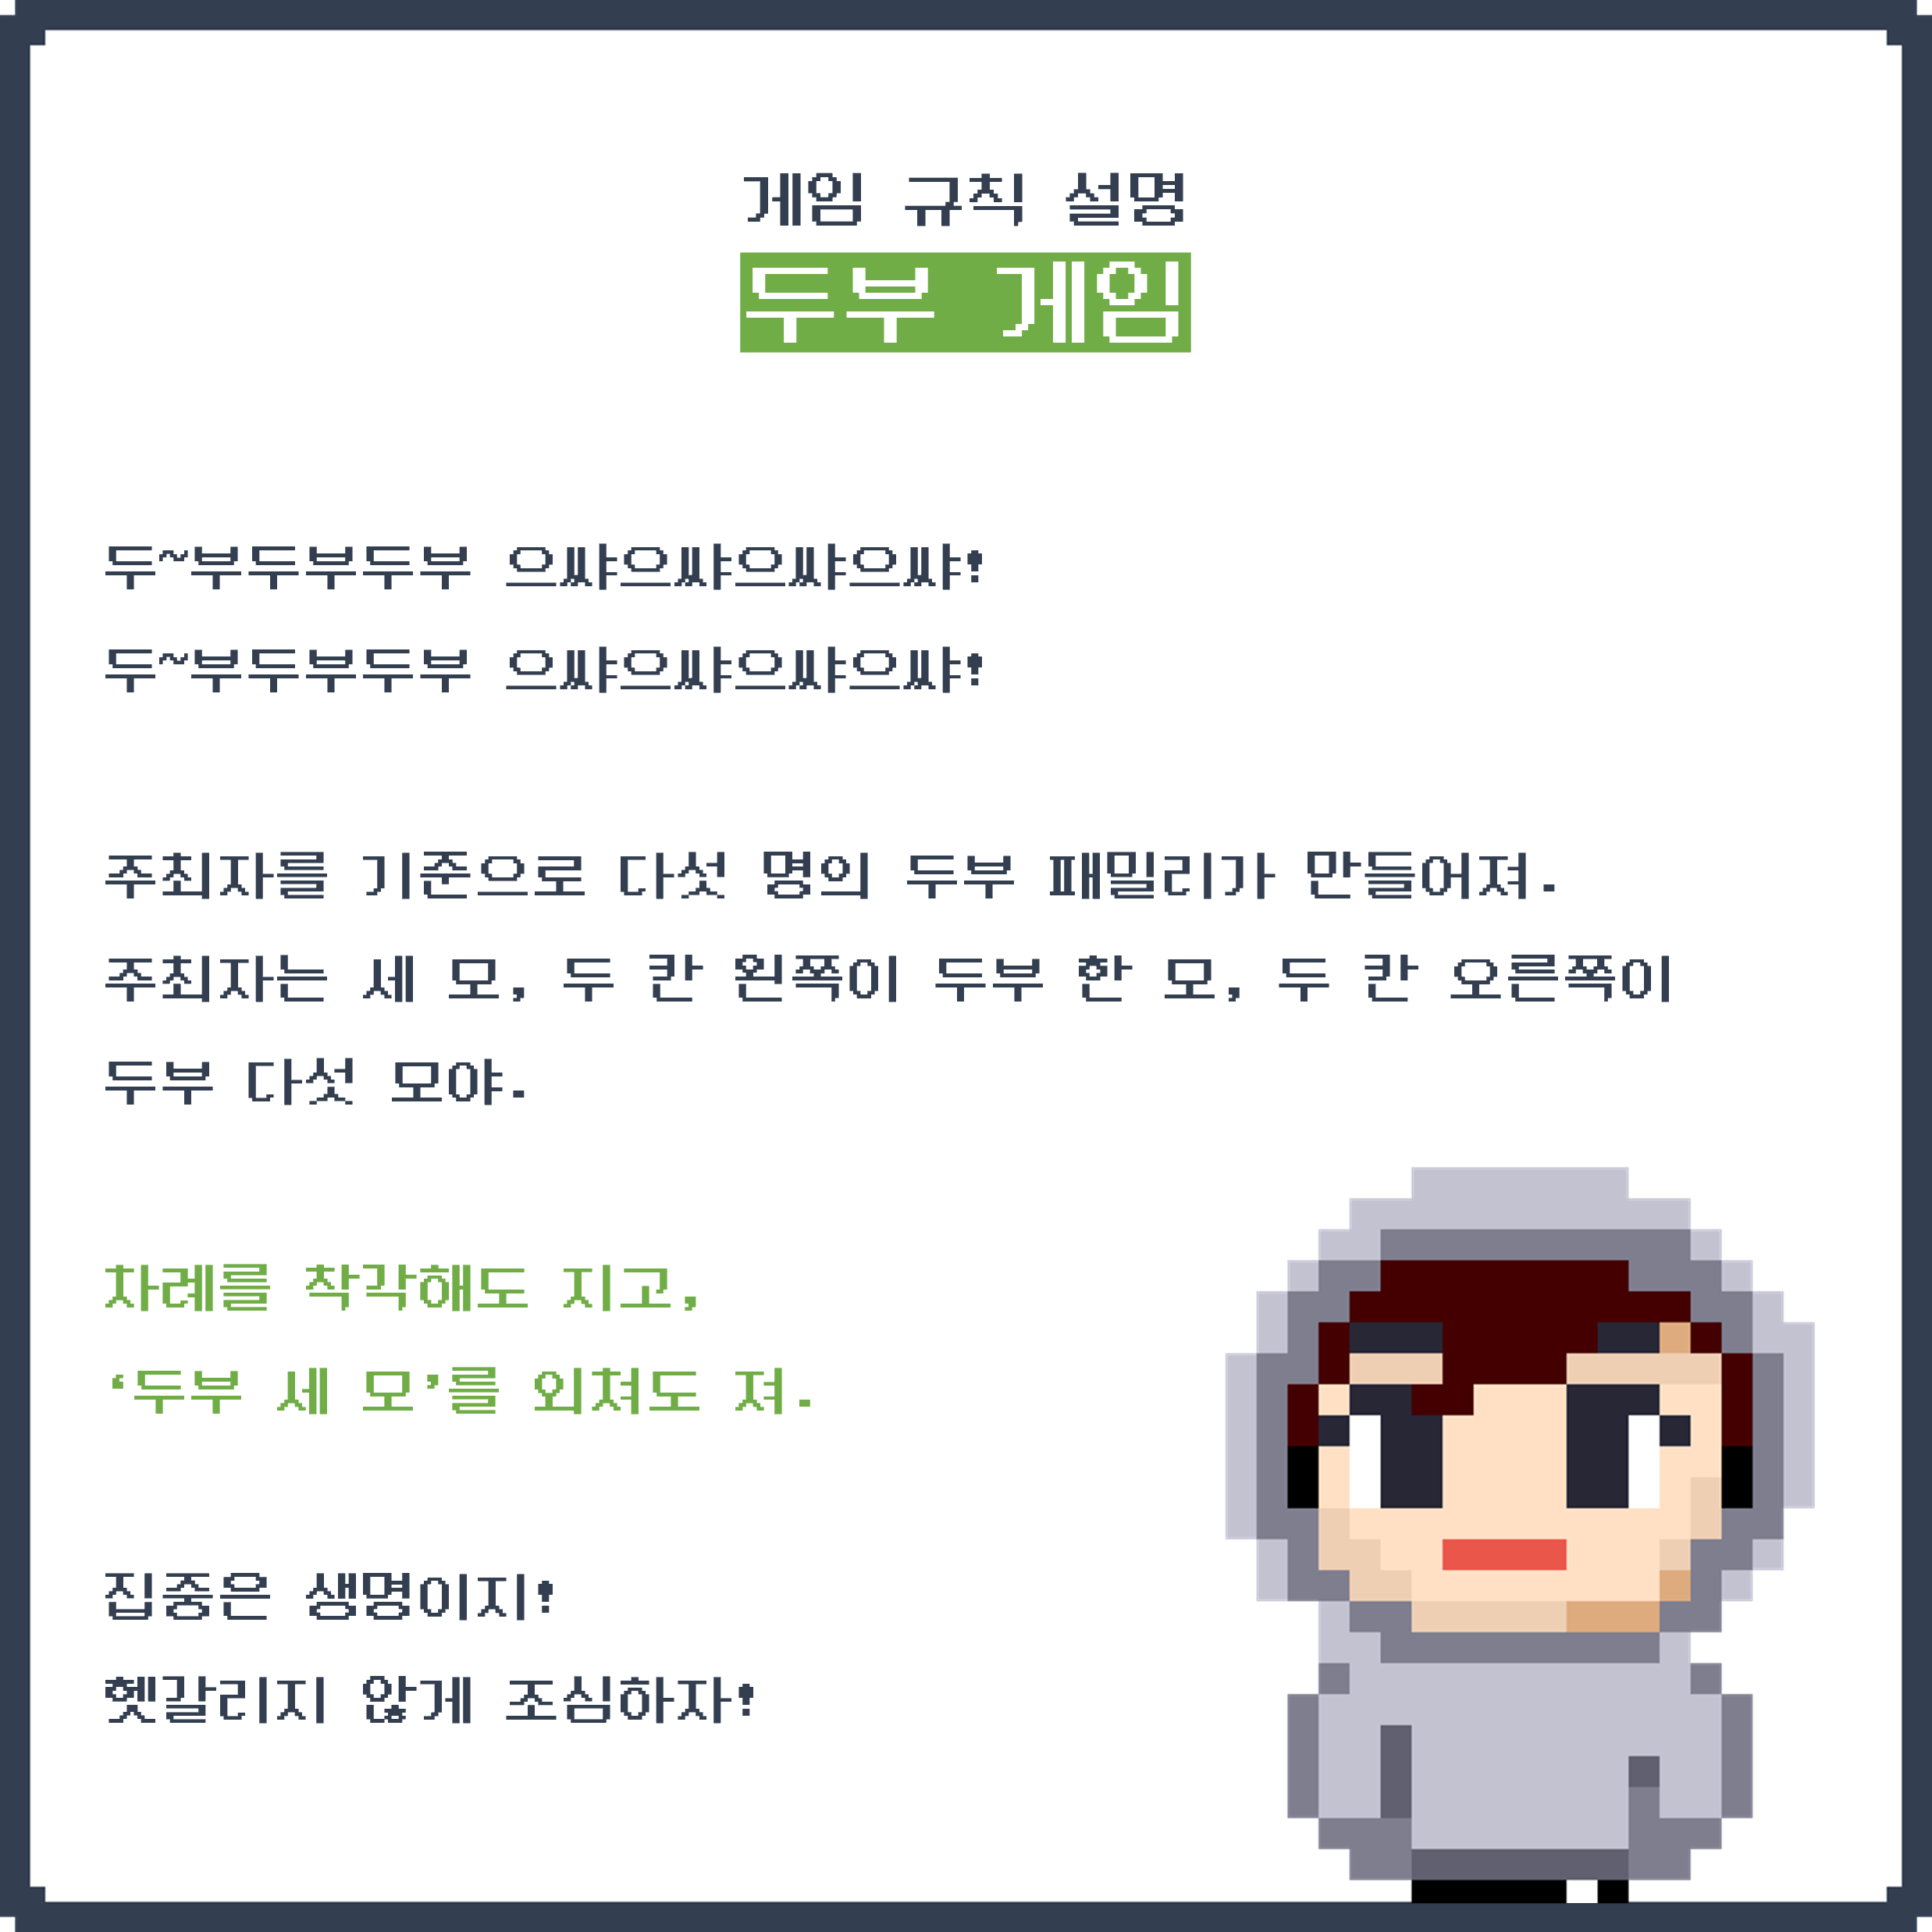 게임 규칙 설명
두부 게임
두~부두부두부 으쌰으쌰으쌰으쌰!
두~부두부두부 으쌰으쌰으쌰으쌰!
주최자를 기준으로 다섯 명의 두부 패밀리가 만들어져.
주최자는 세 모, 두 칸 왼쪽이 두부 한 모, 두 칸 오른쪽이
두부 다섯 모야.
차례를 착각해도 지고,
‘두부 세 모’를 외쳐도 져.
집중은 생명이지!
헷갈리지 않게 조심하자!